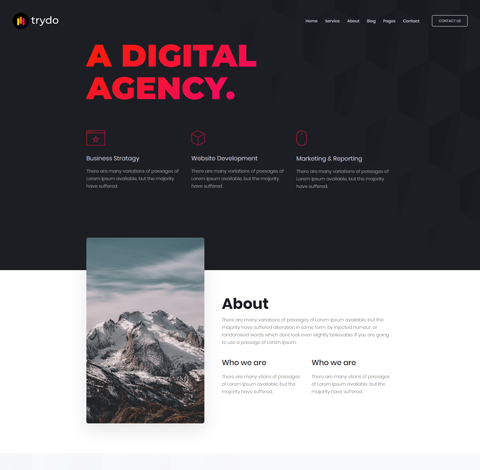 trydo
Home Service About Blog Pages Contact CONTACT US
A DIGITAL
AGENCY.
Business Stratagy
There are many variations of passages of
Lorem Ipsum available, but the majority
have suffered.
Website Development
There are many variations of passages of
Lorem Ipsum available, but the majority
have suffered.
Marketing & Reporting
There are many variations of passages of
Lorem Ipsum available, but the majority
have suffered.
About
There are many variations of passages of Lorem Ipsum available, but the
majority have suffered alteration in some form, by injected humour, or
randomised words which dont look even slightly believable. If you are going
to use a passage of Lorem Ipsum.
Who we are
There are many vitions of passages
of Lorem Ipsum available, but the
majority have suffered.
Who we are
There are many vitions of passages
of Lorem Ipsum available, but the
majority have suffered.